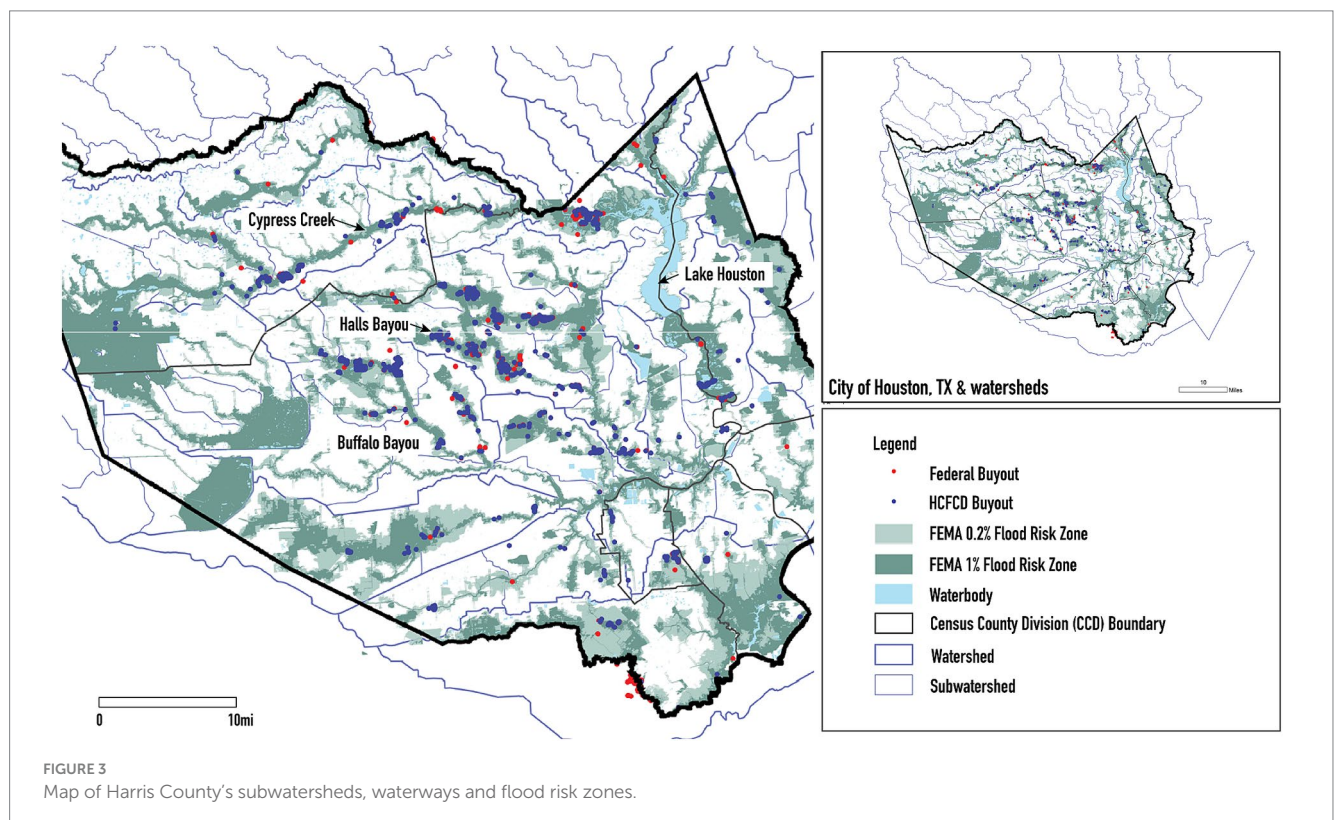 Cypress Creek
Lake Houston
Halls Bayou
Buffalo Bayou
0 10mi
City of Houston, TX & watersheds
10
Miles
Legend
Federal Buyout
HCFCD Buyout
FEMA 0.2% Flood Risk Zone
FEMA 1% Flood Risk Zone
Waterbody
Census County Division (CCD) Boundary
Watershed
Subwatershed
FIGURE 3
Map of Harris County's subwatersheds, waterways and flood risk zones.